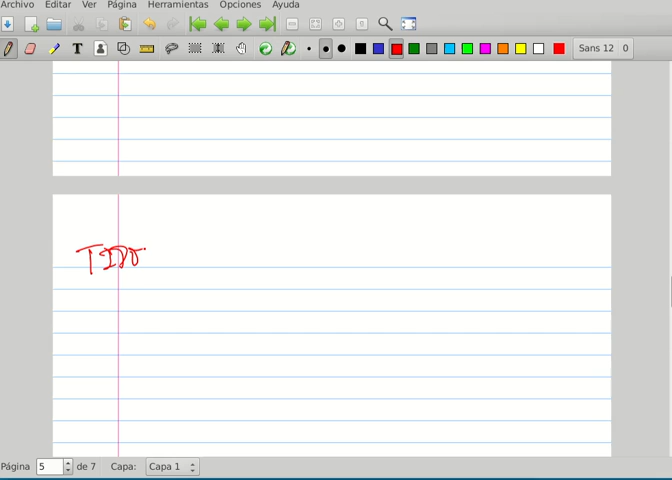 Archivo Editar Ver Página Herramientas Opciones Ayuda
T Sans 12 0
Página 5 de 7 Capa: Capa 1